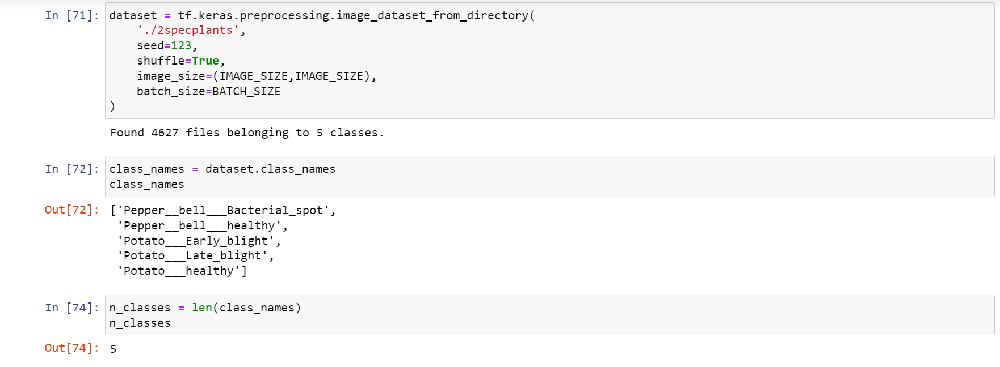 In [71]: dataset = tf.keras.preprocessing.image_dataset_from_directory(
    './2specplants',
    seed=123,
    shuffle=True,
    image_size=(IMAGE_SIZE,IMAGE_SIZE),
    batch_size=BATCH_SIZE
)
Found 4627 files belonging to 5 classes.
In [72]: class_names = dataset.class_names
class_names
Out[72]: ['Pepper__bell___Bacterial_spot',
 'Pepper__bell___healthy',
 'Potato___Early_blight',
 'Potato___Late_blight',
 'Potato___healthy']
In [74]: n_classes = len(class_names)
n_classes
Out[74]: 5